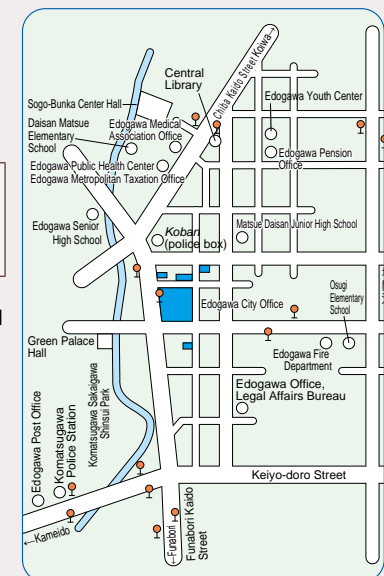 Central
Library
Chiba Kaido Street Koiwa
Sogo-Bunka Center Hall
Edogawa Youth Center
Daisan Matsue
Elementary
School
Edogawa Medical
Association Office
Edogawa Pension
Office
Edogawa Public Health Center
Edogawa Metropolitan Taxation Office
Edogawa Senior
High School
Koban
(police box)
Matsue Daisan Junior High School
Edogawa City Office
Osugi
Elementary
School
Green Palace
Hall
Edogawa Fire
Department
Komatsugawa Sakaigawa
Shinsui Park
Edogawa Office,
Legal Affairs Bureau
Edogawa Post Office
Komatsugawa
Police Station
Keiyo-doro Street
←Kameido
←Funabori
Funabori Kaido
Street